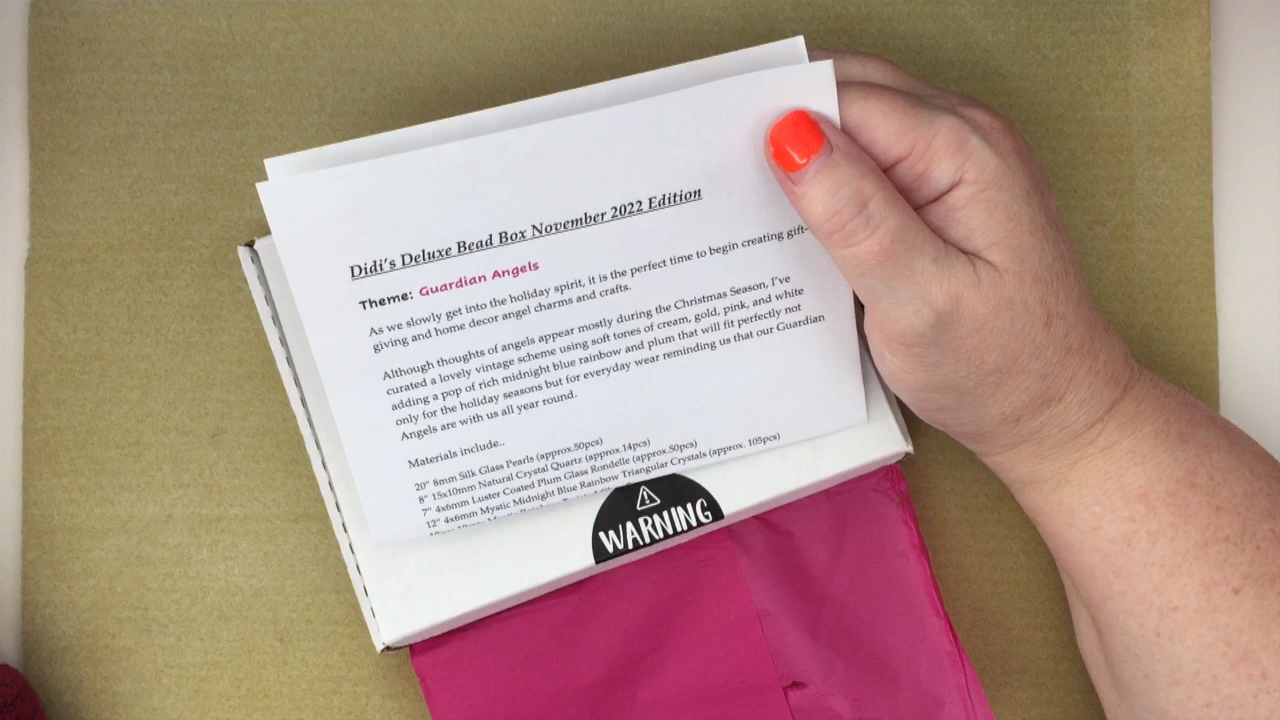 Didi's Deluxe Bead Box November 2022 Edition
Theme: Guardian Angels
As we slowly get into the holiday spirit, it is the perfect time to begin creating gift-
giving and home decor angel charms and crafts.
Although thoughts of angels appear mostly during the Christmas Season, I've
curated a lovely vintage scheme using soft tones of cream, gold, pink, and white
adding a pop of rich midnight blue rainbow and plum that will fit perfectly not
only for the holiday seasons but for everyday wear reminding us that our Guardian
Angels are with us all year round.
Materials include..
20" 8mm Silk Glass Pearls (approx.50pcs)
8" 15x10mm Natural Crystal Quartz (approx.14pcs)
7" 4x6mm Luster Coated Plum Glass Rondelle (approx.50pcs)
12" 4x6mm Mystic Midnight Blue Rainbow Triangular Crystals (approx. 105pcs)
WARNING